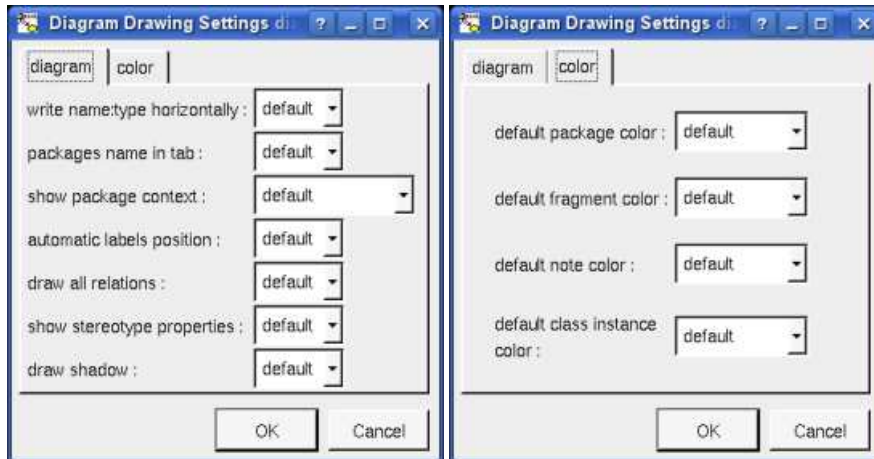 Diagram Drawing Settings di ?
diagram color
write name:type horizontally : default
packages name in tab : default
show package context : default
automatic labels position : default
draw all relations : default
show stereotype properties : default
draw shadow : default
OK Cancel
Diagram Drawing Settings di ?
diagram color
default package color : default
default fragment color : default
default note color : default
default class instance
color : default
OK Cancel